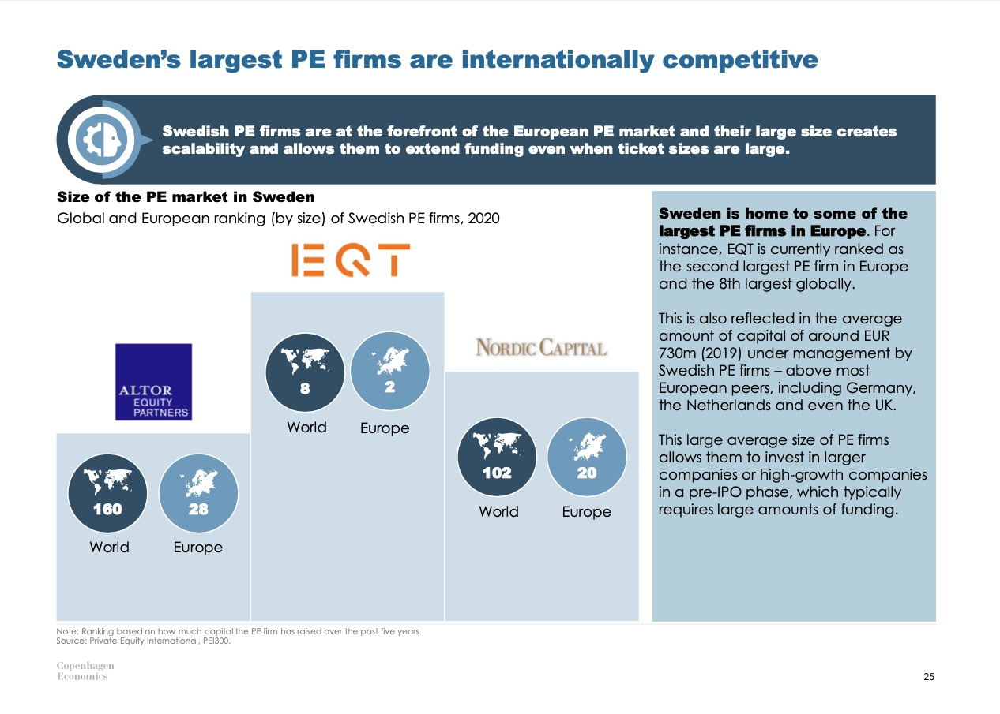 Sweden’s largest PE firms are internationally competitive
Swedish PE firms are at the forefront of the European PE market and their large size creates
scalability and allows them to extend funding even when ticket sizes are large.
Size of the PE market in Sweden
Global and European ranking (by size) of Swedish PE firms, 2020
EQT
8
2
World
Europe
ALTOR
EQUITY
PARTNERS
160
28
World
Europe
NORDIC CAPITAL
102
20
World
Europe
Sweden is home to some of the
largest PE firms in Europe. For
instance, EQT is currently ranked as
the second largest PE firm in Europe
and the 8th largest globally.
This is also reflected in the average
amount of capital of around EUR
730m (2019) under management by
Swedish PE firms – above most
European peers, including Germany,
the Netherlands and even the UK.
This large average size of PE firms
allows them to invest in larger
companies or high-growth companies
in a pre-IPO phase, which typically
requires large amounts of funding.
Note: Ranking based on how much capital the PE firm has raised over the past five years.
Source: Private Equity International, PEI300.
Copenhagen
Economics
25